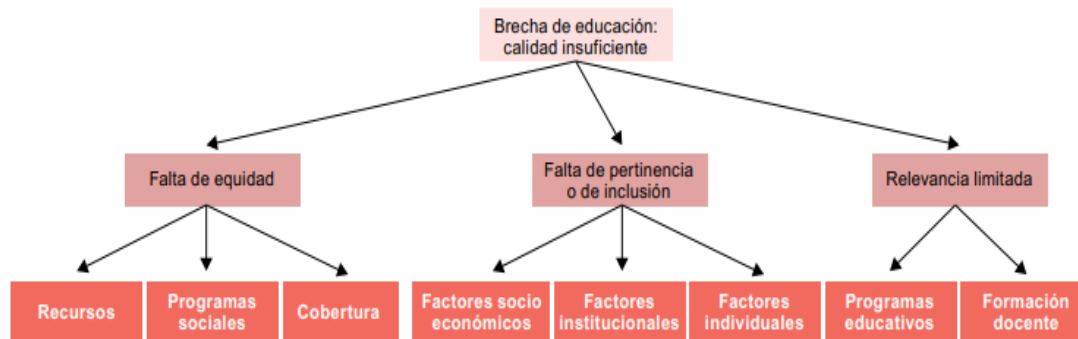 Brecha de educación:
calidad insuficiente
Falta de equidad
Falta de pertinencia
o de inclusión
Relevancia limitada
Recursos
Programas
sociales
Cobertura
Factores socio
económicos
Factores
institucionales
Factores
individuales
Programas
educativos
Formación
docente